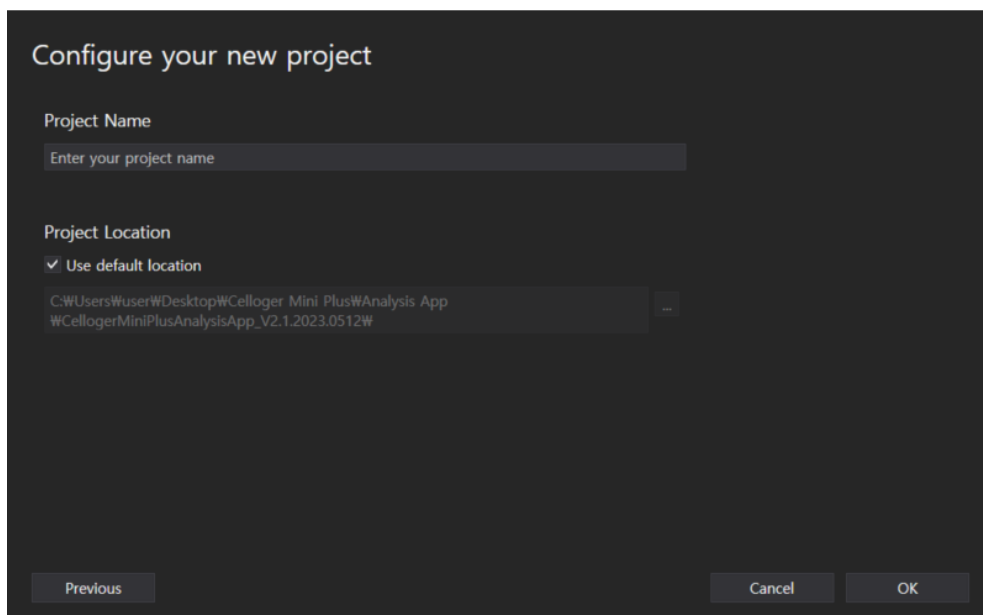 Configure your new project
Project Name
Enter your project name
Project Location
Use default location
C:₩Users₩user₩Desktop₩Celloger Mini Plus₩Analysis App
₩CellogerMiniPlusAnalysisApp_V2.1.2023.0512₩
...
Previous
Cancel
OK